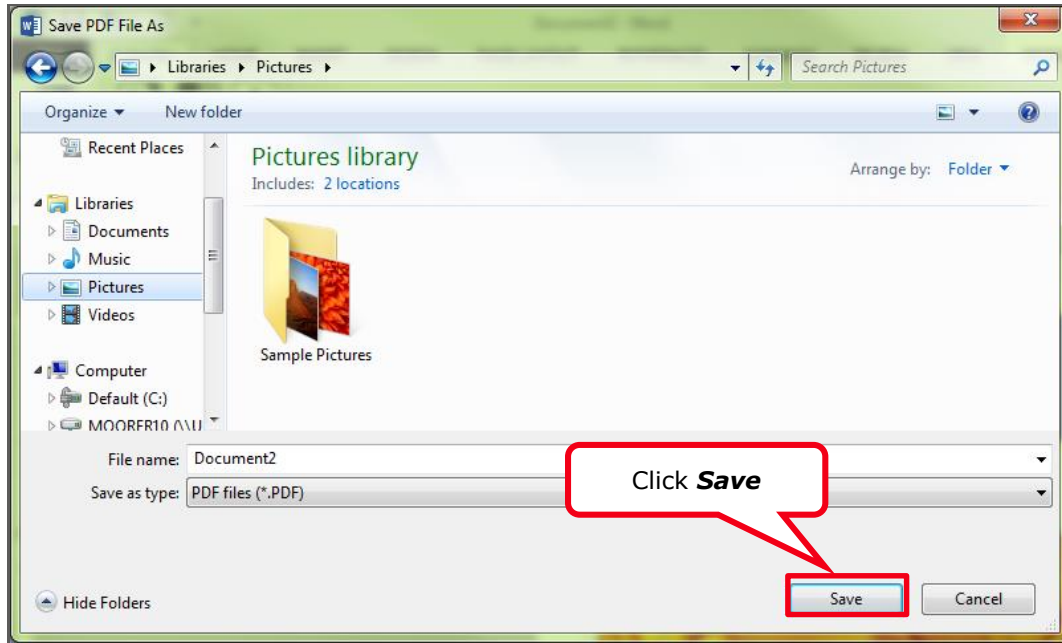 Save PDF File As
Libraries Pictures
Search Pictures
Organize New folder
Recent Places
Libraries
Documents
Music
Pictures
Videos
Computer
Default (C:)
MOORER10 (\\U
Pictures library
Includes: 2 locations
Arrange by: Folder
Sample Pictures
File name: Document2
Save as type: PDF files (*.PDF)
Click Save
Hide Folders
Save
Cancel